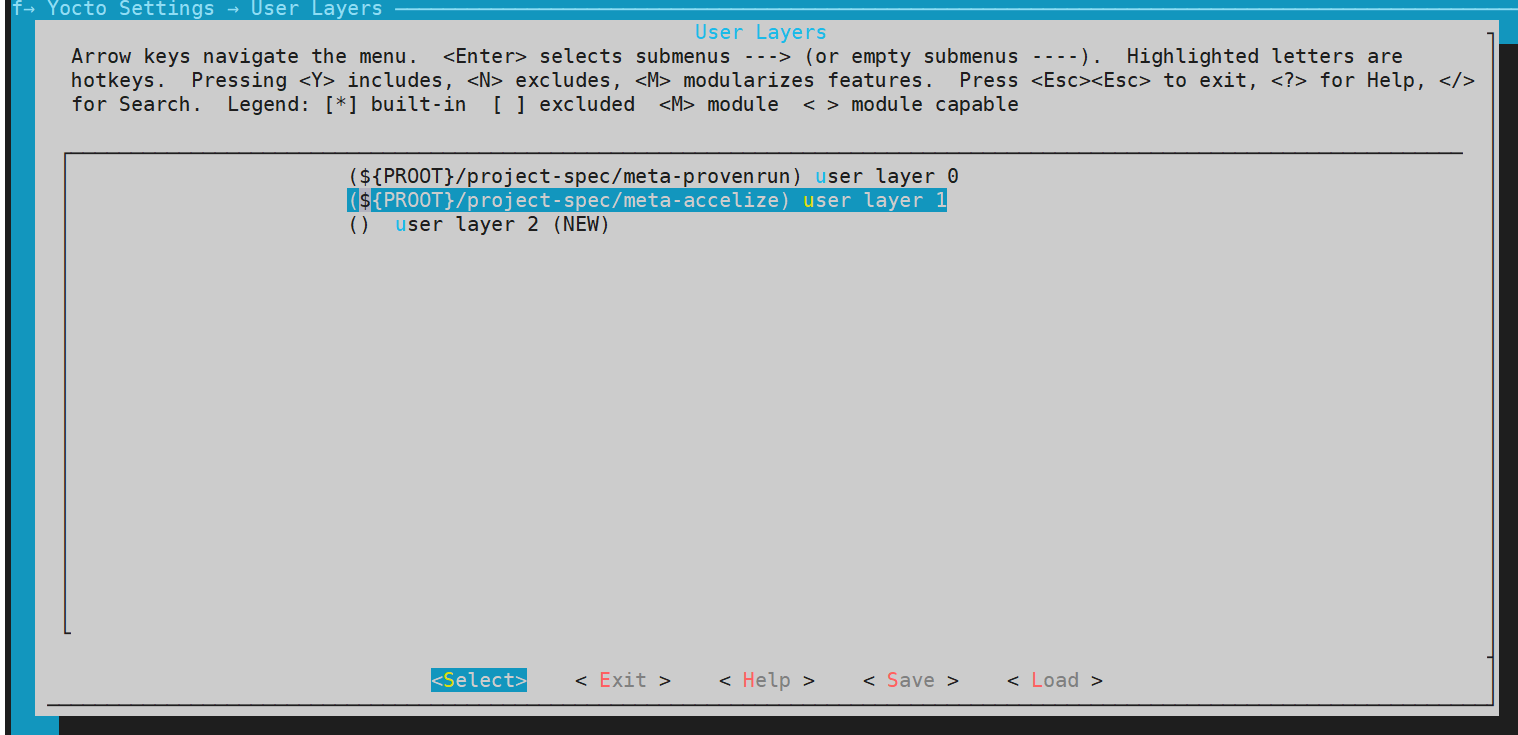 f→ Yocto Settings → User Layers
User Layers
Arrow keys navigate the menu.  <Enter> selects submenus ---> (or empty submenus ----).  Highlighted letters are
hotkeys.  Pressing <Y> includes, <N> excludes, <M> modularizes features.  Press <Esc><Esc> to exit, <?> for Help, </>
for Search.  Legend: [*] built-in  [ ] excluded  <M> module  < > module capable
(${PROOT}/project-spec/meta-provenrun) user layer 0
(${PROOT}/project-spec/meta-accelize) user layer 1
()  user layer 2 (NEW)
<Select>    < Exit >    < Help >    < Save >    < Load >